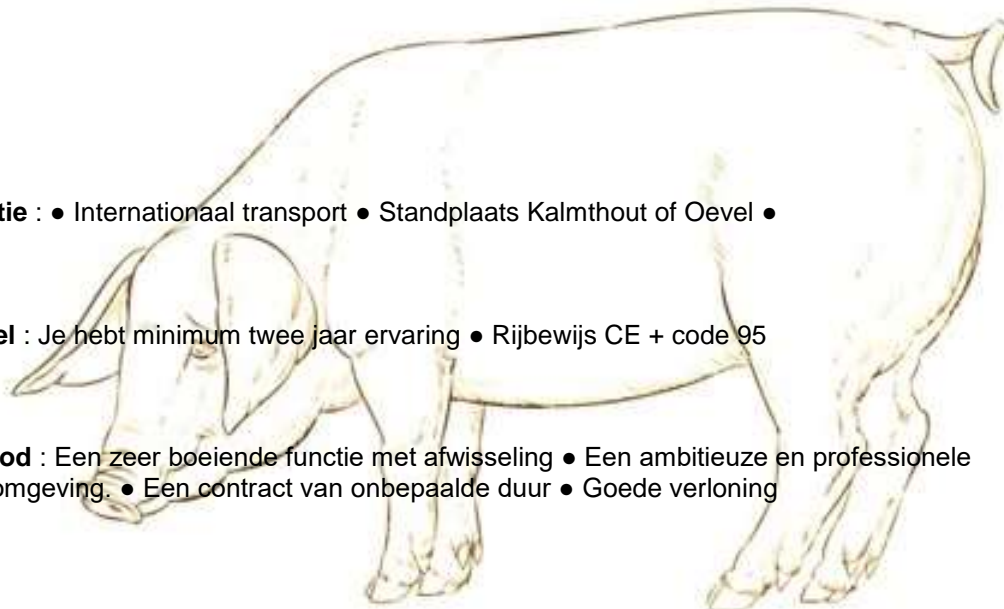 tie : ● Internationaal transport ● Standplaats Kalmthout of Oevel ●
el : Je hebt minimum twee jaar ervaring ● Rijbewijs CE + code 95
od : Een zeer boeiende functie met afwisseling ● Een ambitieuze en professionele
omgeving. ● Een contract van onbepaalde duur ● Goede verloning